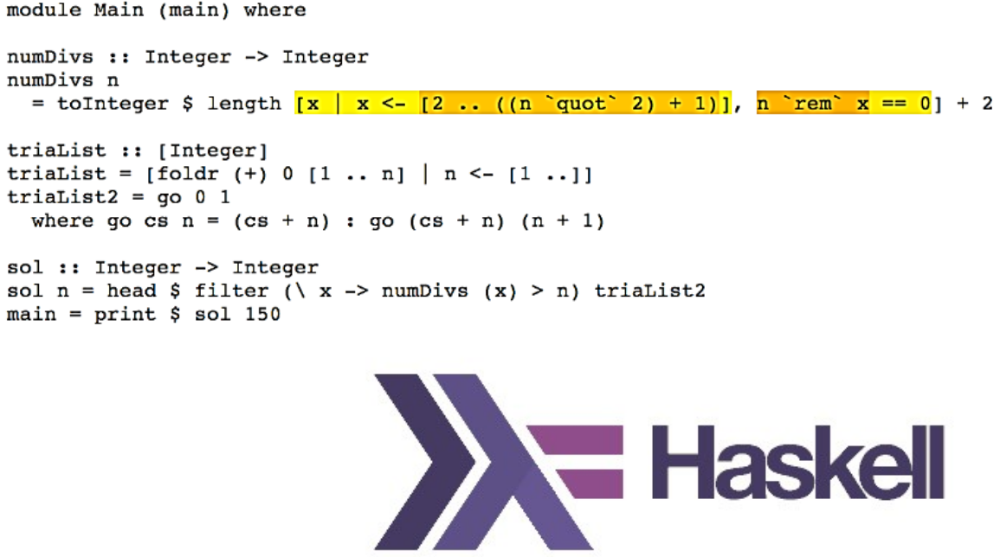 module Main (main) where
numDivs :: Integer -> Integer
numDivs n
  = toInteger $ length [x | x <- [2 .. ((n `quot` 2) + 1)], n `rem` x == 0] + 2
triaList :: [Integer]
triaList = [foldr (+) 0 [1 .. n] | n <- [1 ..]]
triaList2 = go 0 1
  where go cs n = (cs + n) : go (cs + n) (n + 1)
sol :: Integer -> Integer
sol n = head $ filter (\ x -> numDivs (x) > n) triaList2
main = print $ sol 150
Haskell